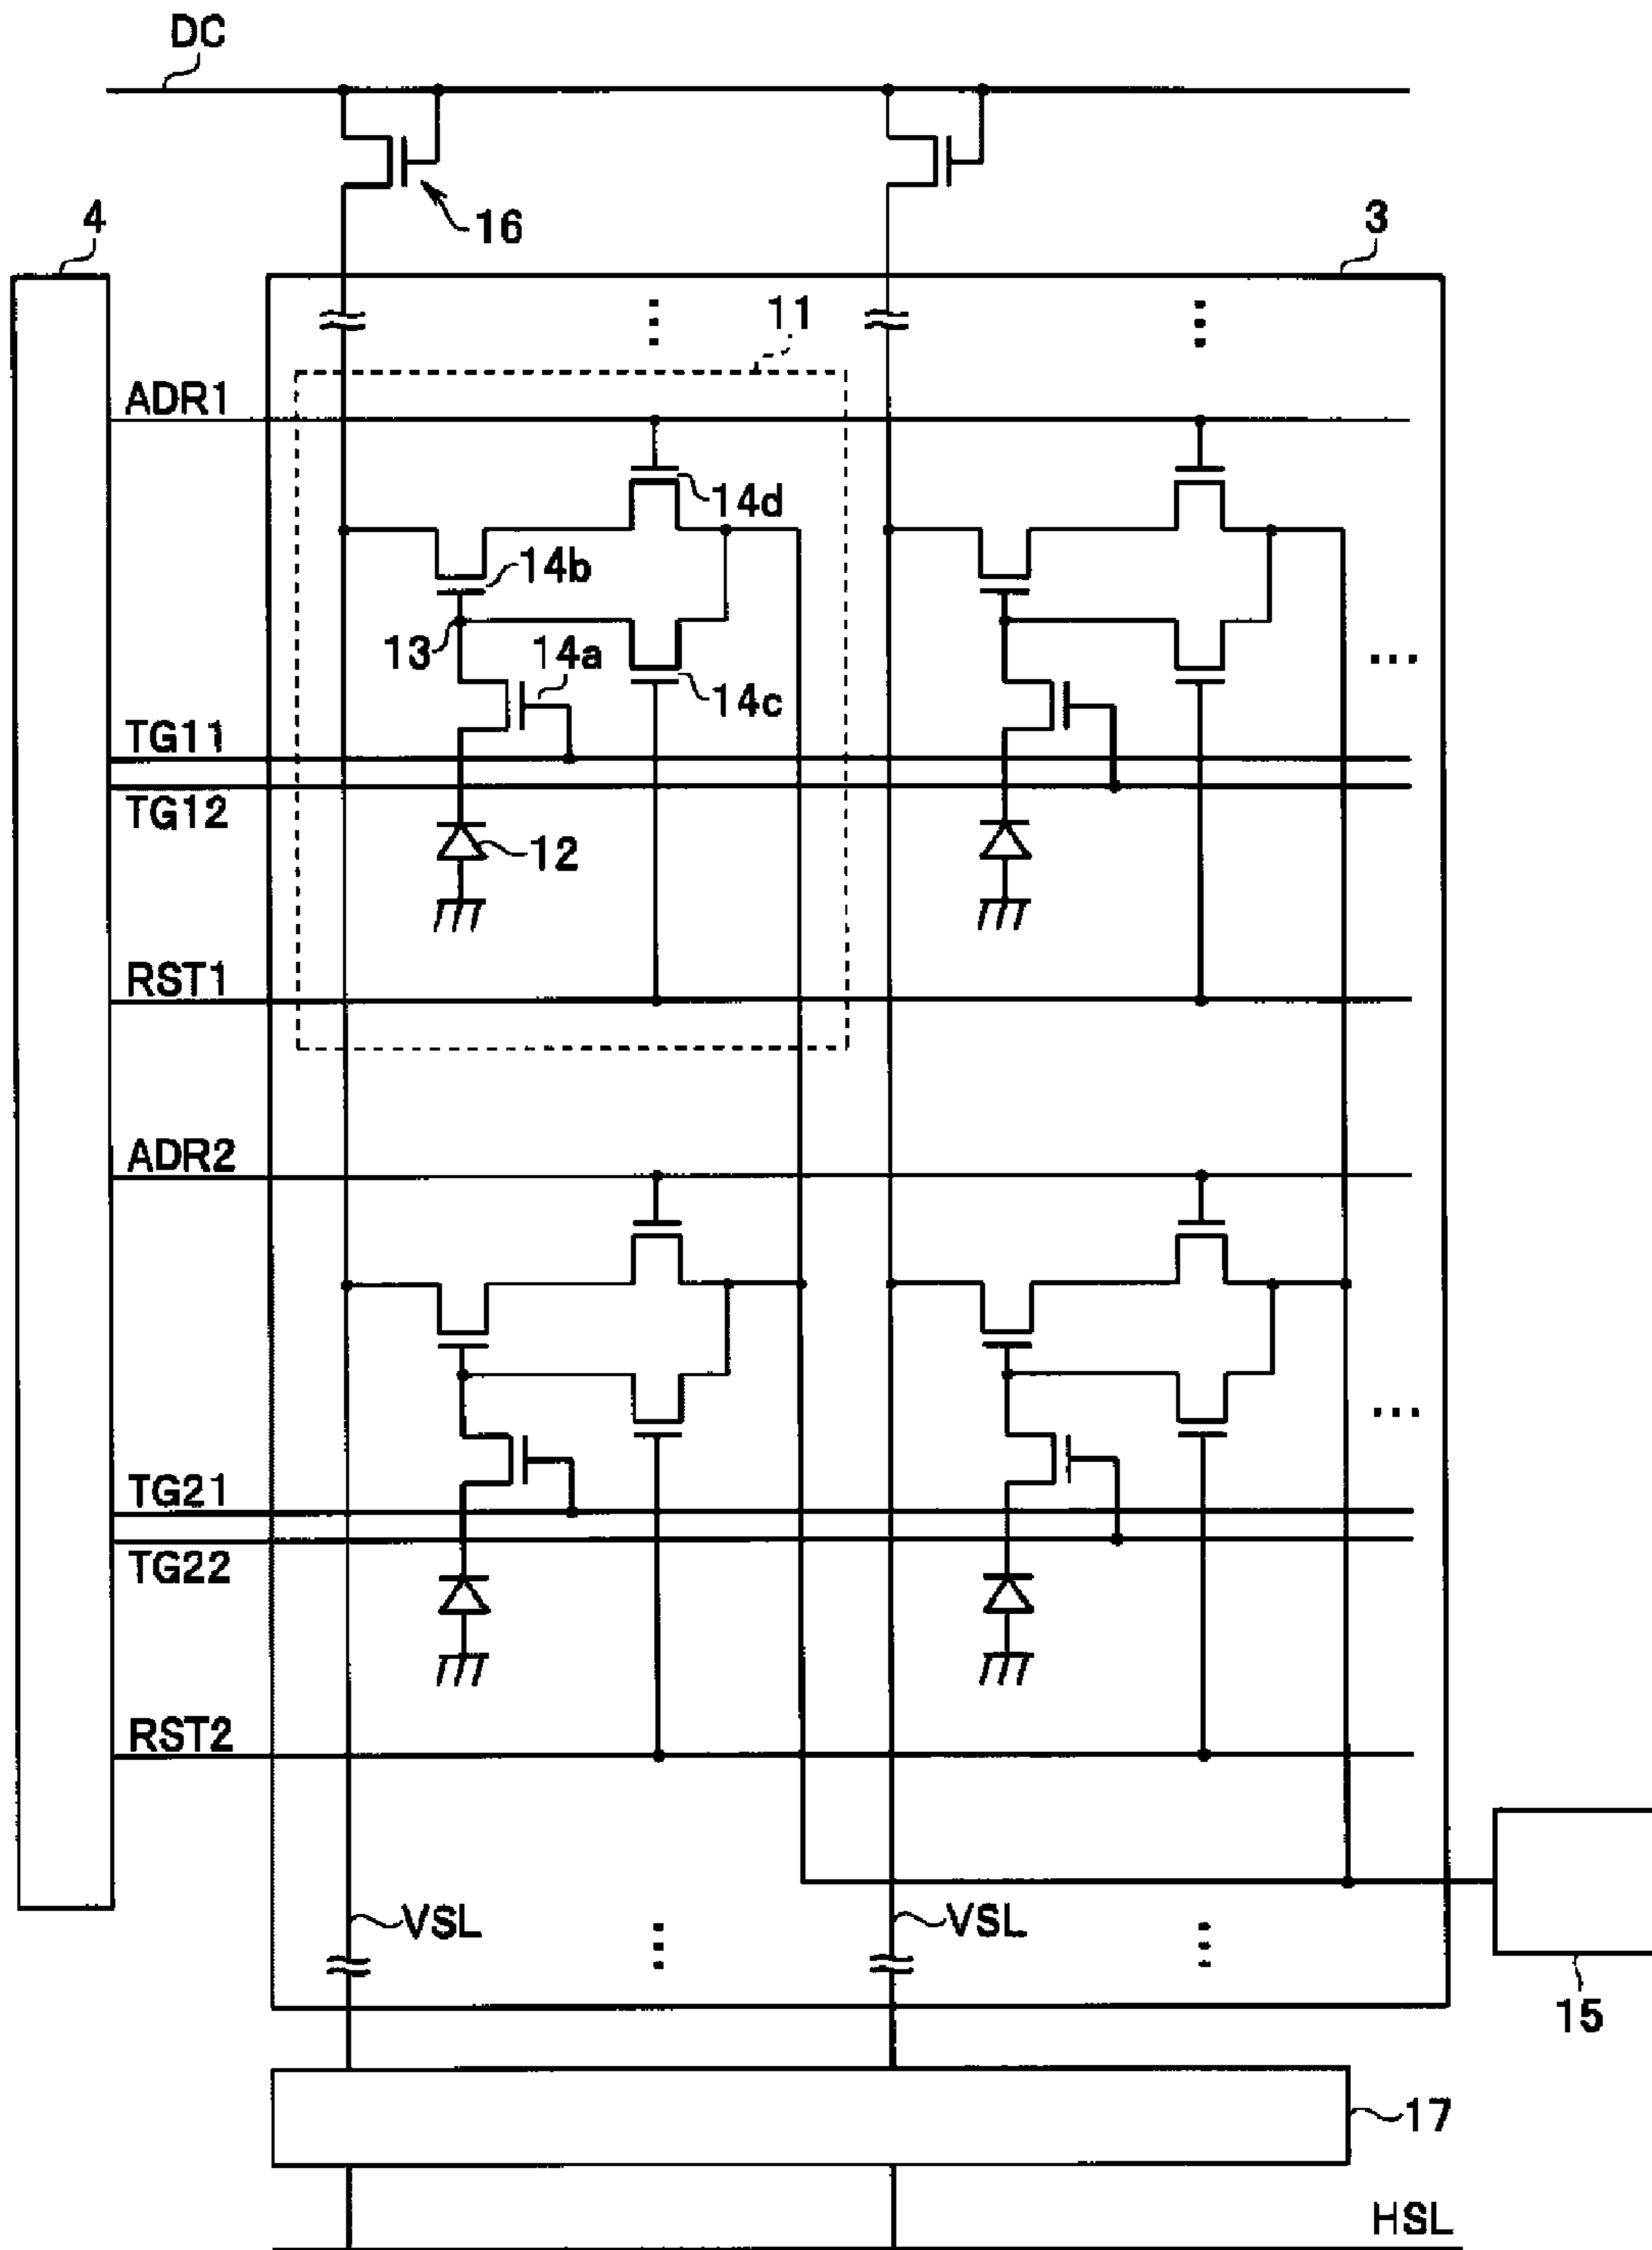 DC
16
4
3
11
ADR1
14d
14b
13
14a
14c
TG11
TG12
12
RST1
ADR2
TG21
TG22
RST2
VSL
VSL
15
17
HSL